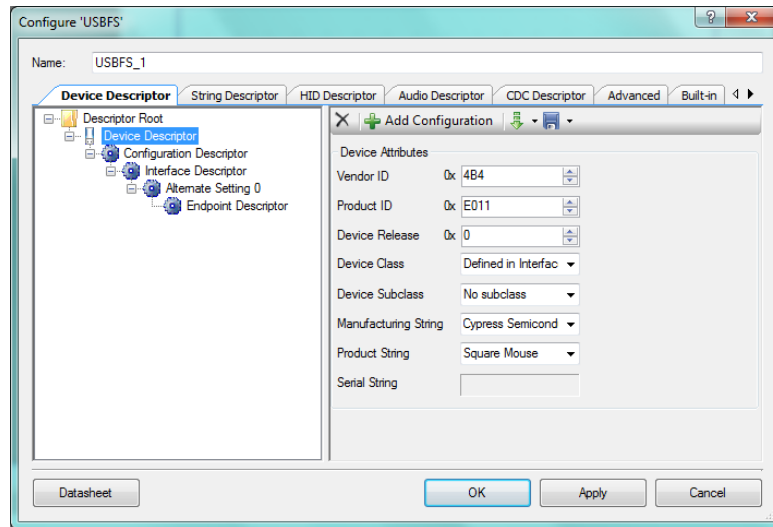 Configure 'USBFS'
Name: USBFS_1
Device Descriptor String Descriptor HID Descriptor Audio Descriptor CDC Descriptor Advanced Built-in
Descriptor Root
Device Descriptor
Configuration Descriptor
Interface Descriptor
Alternate Setting 0
Endpoint Descriptor
Add Configuration
Device Attributes
Vendor ID 0x 4B4
Product ID 0x E011
Device Release 0x 0
Device Class Defined in Interfac
Device Subclass No subclass
Manufacturing String Cypress Semicond
Product String Square Mouse
Serial String
Datasheet OK Apply Cancel